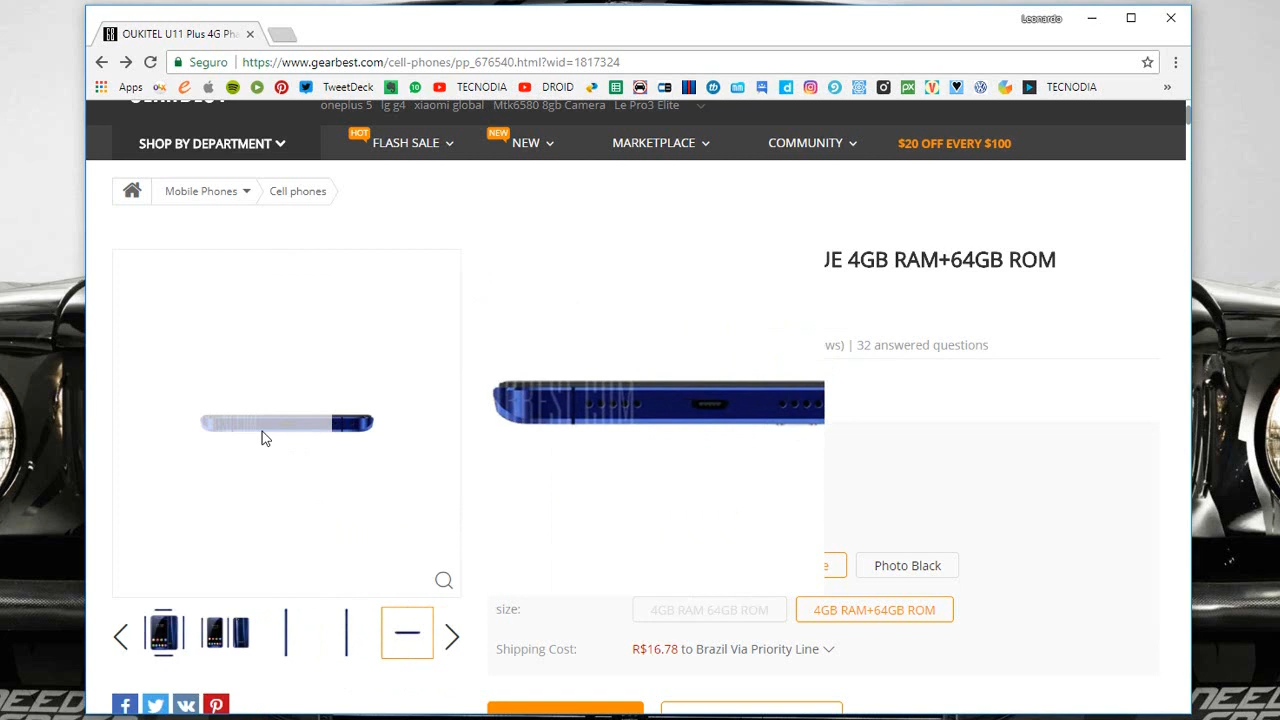 Leonardo
OUKITEL U11 Plus 4G Pha
Seguro
https://www.gearbest.com/cell-phones/pp_676540.html?wid=1817324
Apps
TweetDeck
TECNODIA
DROID
TECNODIA
oneplus 5 lg g4 xiaomi global Mtk6580 8gb Camera Le Pro3 Elite
HOT
NEW
SHOP BY DEPARTMENT
FLASH SALE
NEW
MARKETPLACE
COMMUNITY
$20 OFF EVERY $100
Mobile Phones
Cell phones
UE 4GB RAM+64GB ROM
ws) | 32 answered questions
e
Photo Black
size:
4GB RAM 64GB ROM
4GB RAM+64GB ROM
Shipping Cost:
R$16.78 to Brazil Via Priority Line